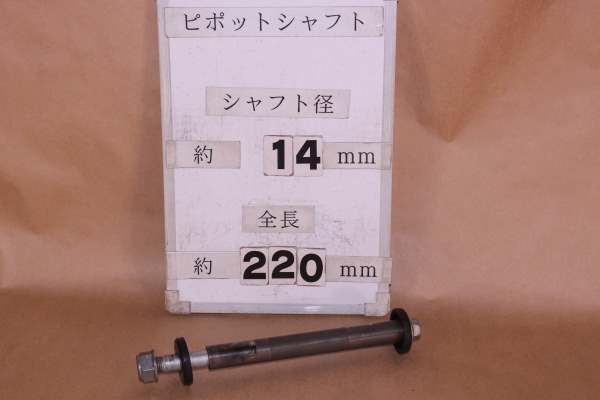 ピポットシャフト
シャフト径
約 14 mm
全長
約 220 mm